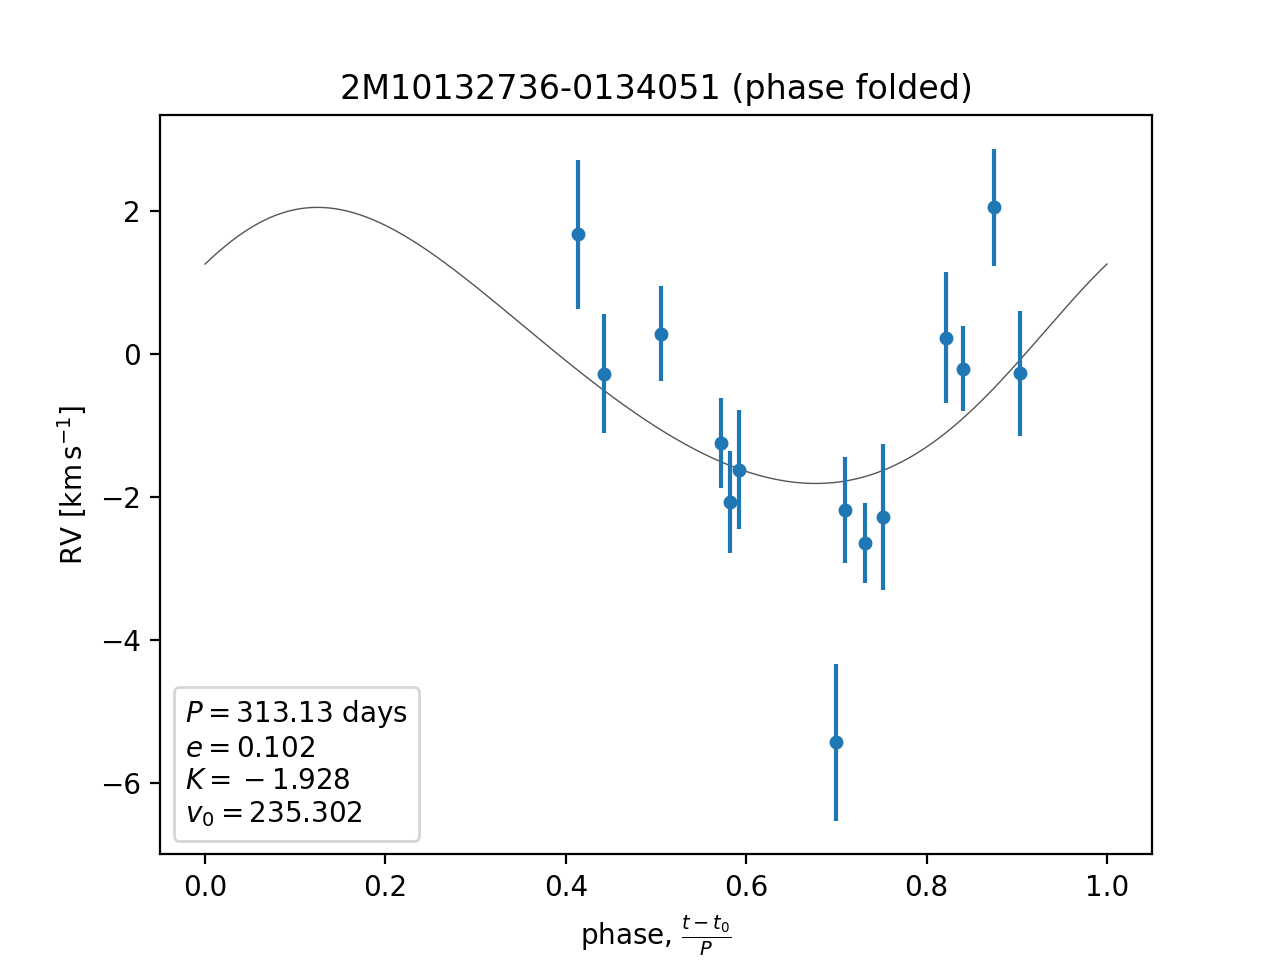 2M10132736-0134051 (phase folded)
RV [km s⁻¹]
2
0
−2
−4
−6
P = 313.13 days
e = 0.102
K = −1.928
v₀ = 235.302
0.0 0.2 0.4 0.6 0.8 1.0
phase, (t − t₀)/P